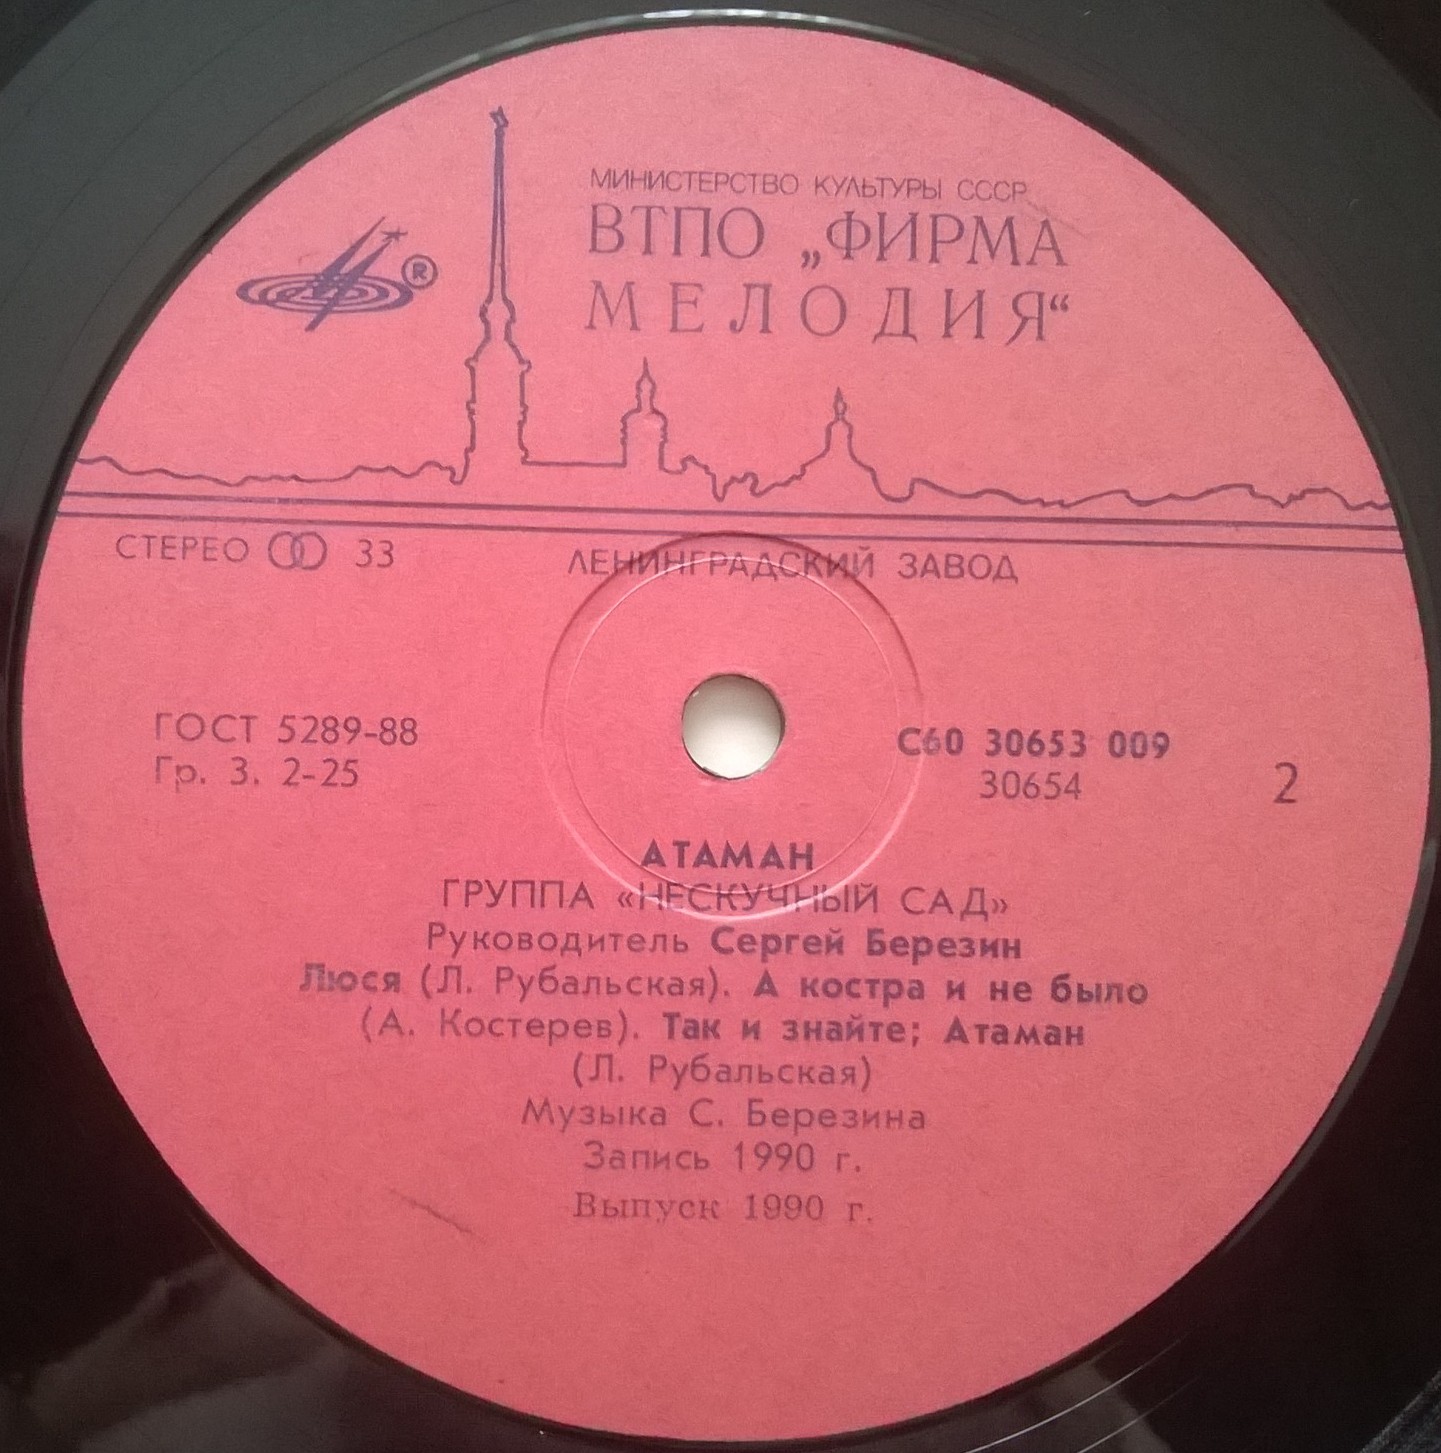 МИНИСТЕРСТВО КУЛЬТУРЫ СССР
ВТПО „ФИРМА
МЕЛОДИЯ“
®
СТЕРЕО 33
ЛЕНИНГРАДСКИЙ ЗАВОД
ГОСТ 5289-88
Гр. 3. 2-25
С60 30653 009
30654
2
АТАМАН
ГРУППА «НЕСКУЧНЫЙ САД»
Руководитель Сергей Березин
Люся (Л. Рубальская). А костра и не было
(А. Костерев). Так и знайте; Атаман
(Л. Рубальская)
Музыка С. Березина
Запись 1990 г.
Выпуск 1990 г.